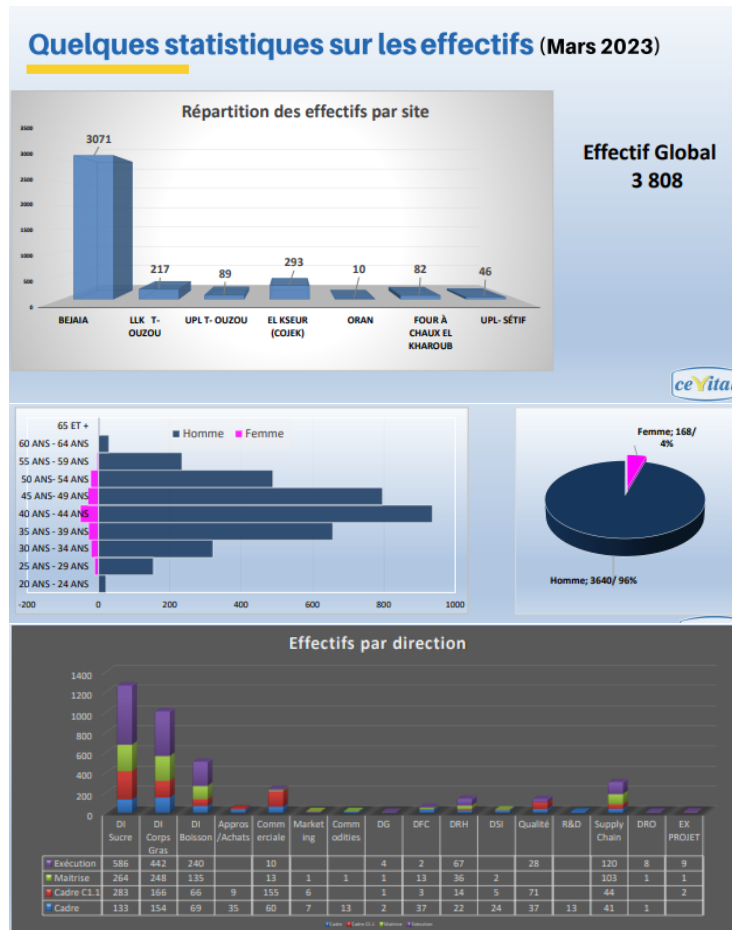 Quelques statistiques sur les effectifs (Mars 2023)
Répartition des effectifs par site
Effectif Global
3 808
3500
3000
2500
2000
1500
1000
500
0
3071
217
89
293
10
82
46
BEJAIA
LLK T-OUZOU
UPL T- OUZOU
EL KSEUR (COJEK)
ORAN
FOUR À CHAUX EL KHAROUB
UPL- SÉTIF
ceVital
Homme Femme
65 ET +
60 ANS - 64 ANS
55 ANS - 59 ANS
50 ANS- 54 ANS
45 ANS- 49 ANS
40 ANS - 44 ANS
35 ANS - 39 ANS
30 ANS - 34 ANS
25 ANS - 29 ANS
20 ANS - 24 ANS
-200 0 200 400 600 800 1000
Femme; 168/ 4%
Homme; 3640/ 96%
Effectifs par direction
1400
1200
1000
800
600
400
200
0
DI Sucre DI Corps Gras DI Boisson Appros /Achats Comm erciale Market ing Comm odities DG DFC DRH DSI Qualité R&D Supply Chain DRO EX PROJET
Exécution 586 442 240 10 4 2 67 28 120 8 9
Maitrise 264 248 135 13 1 1 1 13 36 2 103 1 1
Cadre C1.1 283 166 66 9 155 6 1 3 14 5 71 44 2
Cadre 133 154 69 35 60 7 13 2 37 22 24 37 13 41 1
Cadre Cadre C1.1 Maitrise Exécution